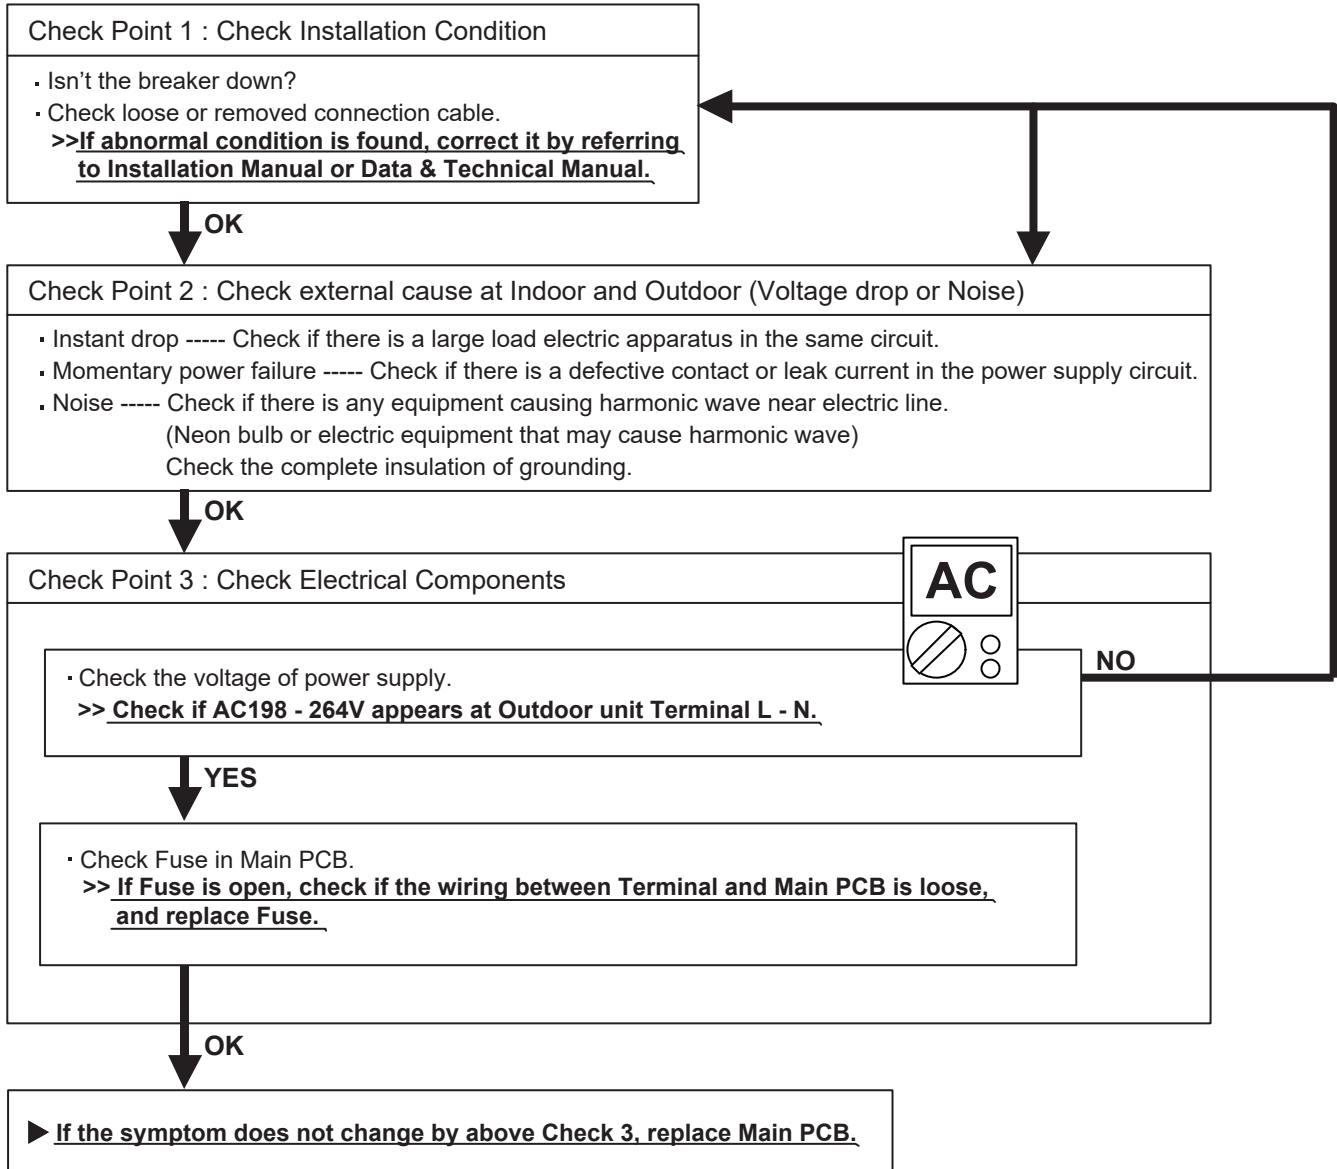 Check Point 1 : Check Installation Condition
· Isn’t the breaker down?
· Check loose or removed connection cable.
>>If abnormal condition is found, correct it by referring
to Installation Manual or Data & Technical Manual.
OK
Check Point 2 : Check external cause at Indoor and Outdoor (Voltage drop or Noise)
· Instant drop ----- Check if there is a large load electric apparatus in the same circuit.
· Momentary power failure ----- Check if there is a defective contact or leak current in the power supply circuit.
· Noise ----- Check if there is any equipment causing harmonic wave near electric line.
(Neon bulb or electric equipment that may cause harmonic wave)
Check the complete insulation of grounding.
OK
Check Point 3 : Check Electrical Components
AC
NO
· Check the voltage of power supply.
>> Check if AC198 - 264V appears at Outdoor unit Terminal L - N.
YES
· Check Fuse in Main PCB.
>> If Fuse is open, check if the wiring between Terminal and Main PCB is loose,
and replace Fuse.
OK
▶ If the symptom does not change by above Check 3, replace Main PCB.